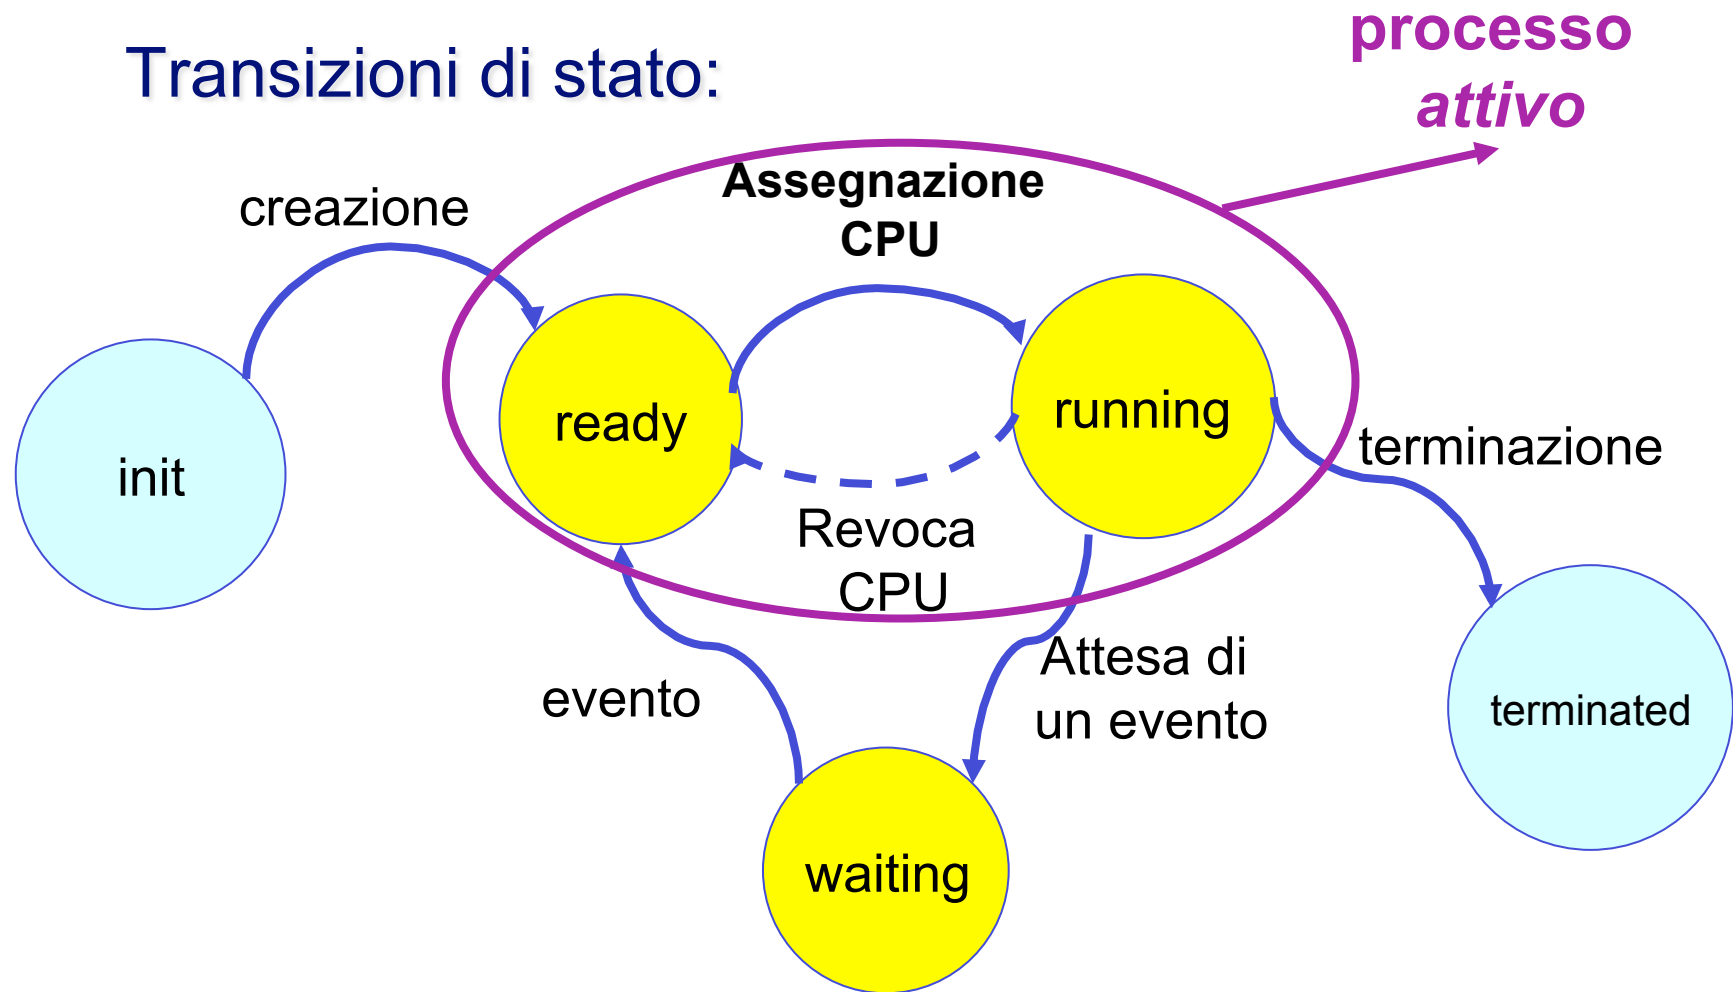 processo
attivo
Transizioni di stato:
Assegnazione
CPU
creazione
ready
running
init
terminazione
Revoca
CPU
evento
Attesa di
un evento
terminated
waiting